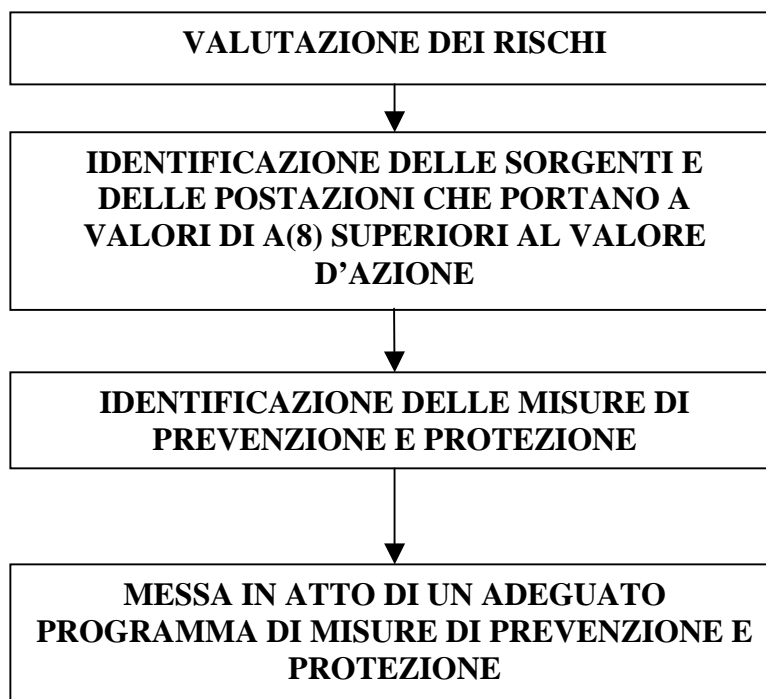 VALUTAZIONE DEI RISCHI
IDENTIFICAZIONE DELLE SORGENTI E
DELLE POSTAZIONI CHE PORTANO A
VALORI DI A(8) SUPERIORI AL VALORE
D’AZIONE
IDENTIFICAZIONE DELLE MISURE DI
PREVENZIONE E PROTEZIONE
MESSA IN ATTO DI UN ADEGUATO
PROGRAMMA DI MISURE DI PREVENZIONE E
PROTEZIONE